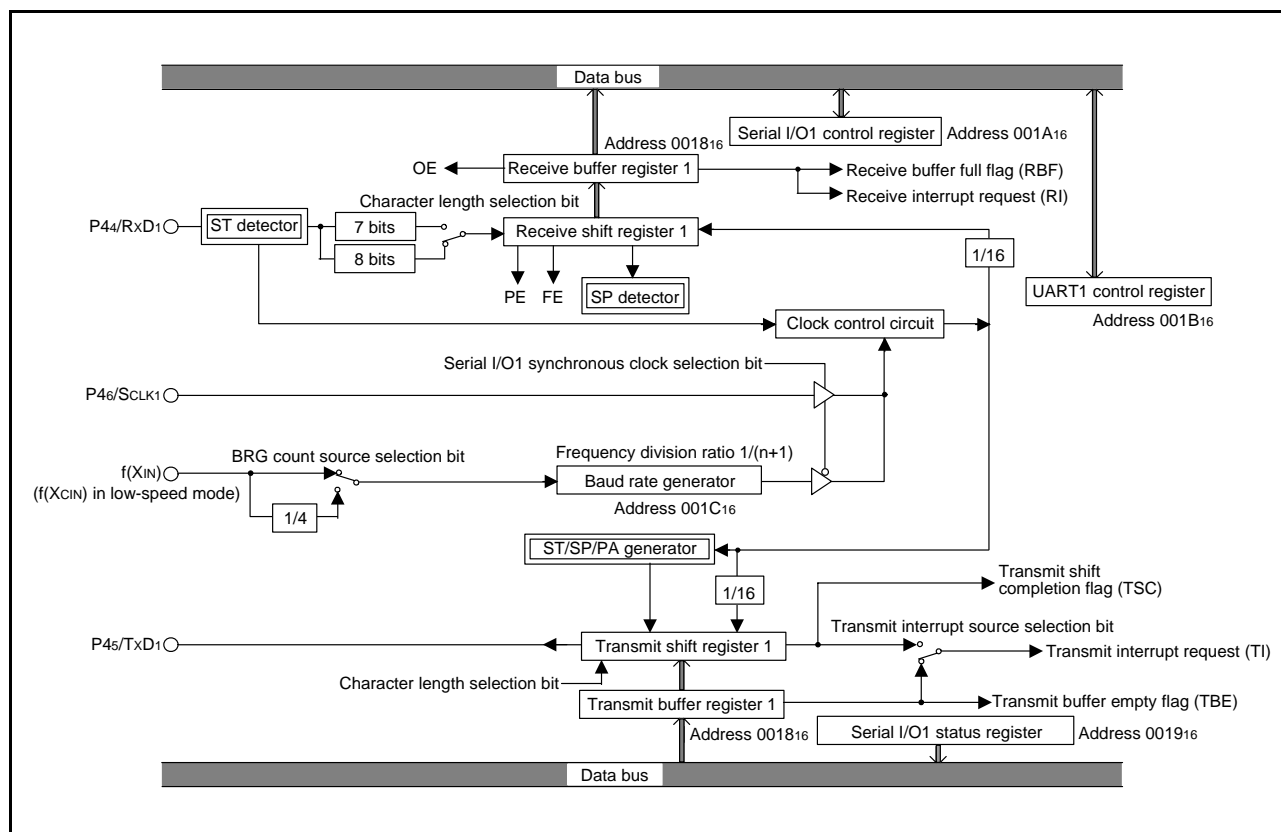 Data bus
Serial I/O1 control register
Address 001A16
Address 001816
OE
Receive buffer register 1
Receive buffer full flag (RBF)
Receive interrupt request (RI)
Character length selection bit
P44/RXD1
ST detector
7 bits
8 bits
Receive shift register 1
1/16
PE
FE
SP detector
UART1 control register
Address 001B16
Clock control circuit
Serial I/O1 synchronous clock selection bit
P46/SCLK1
BRG count source selection bit
Frequency division ratio 1/(n+1)
f(XIN)
(f(XCIN) in low-speed mode)
Baud rate generator
Address 001C16
1/4
ST/SP/PA generator
1/16
Transmit shift
completion flag (TSC)
P45/TXD1
Transmit shift register 1
Transmit interrupt source selection bit
Transmit interrupt request (TI)
Character length selection bit
Transmit buffer register 1
Transmit buffer empty flag (TBE)
Address 001816
Serial I/O1 status register
Address 001916
Data bus